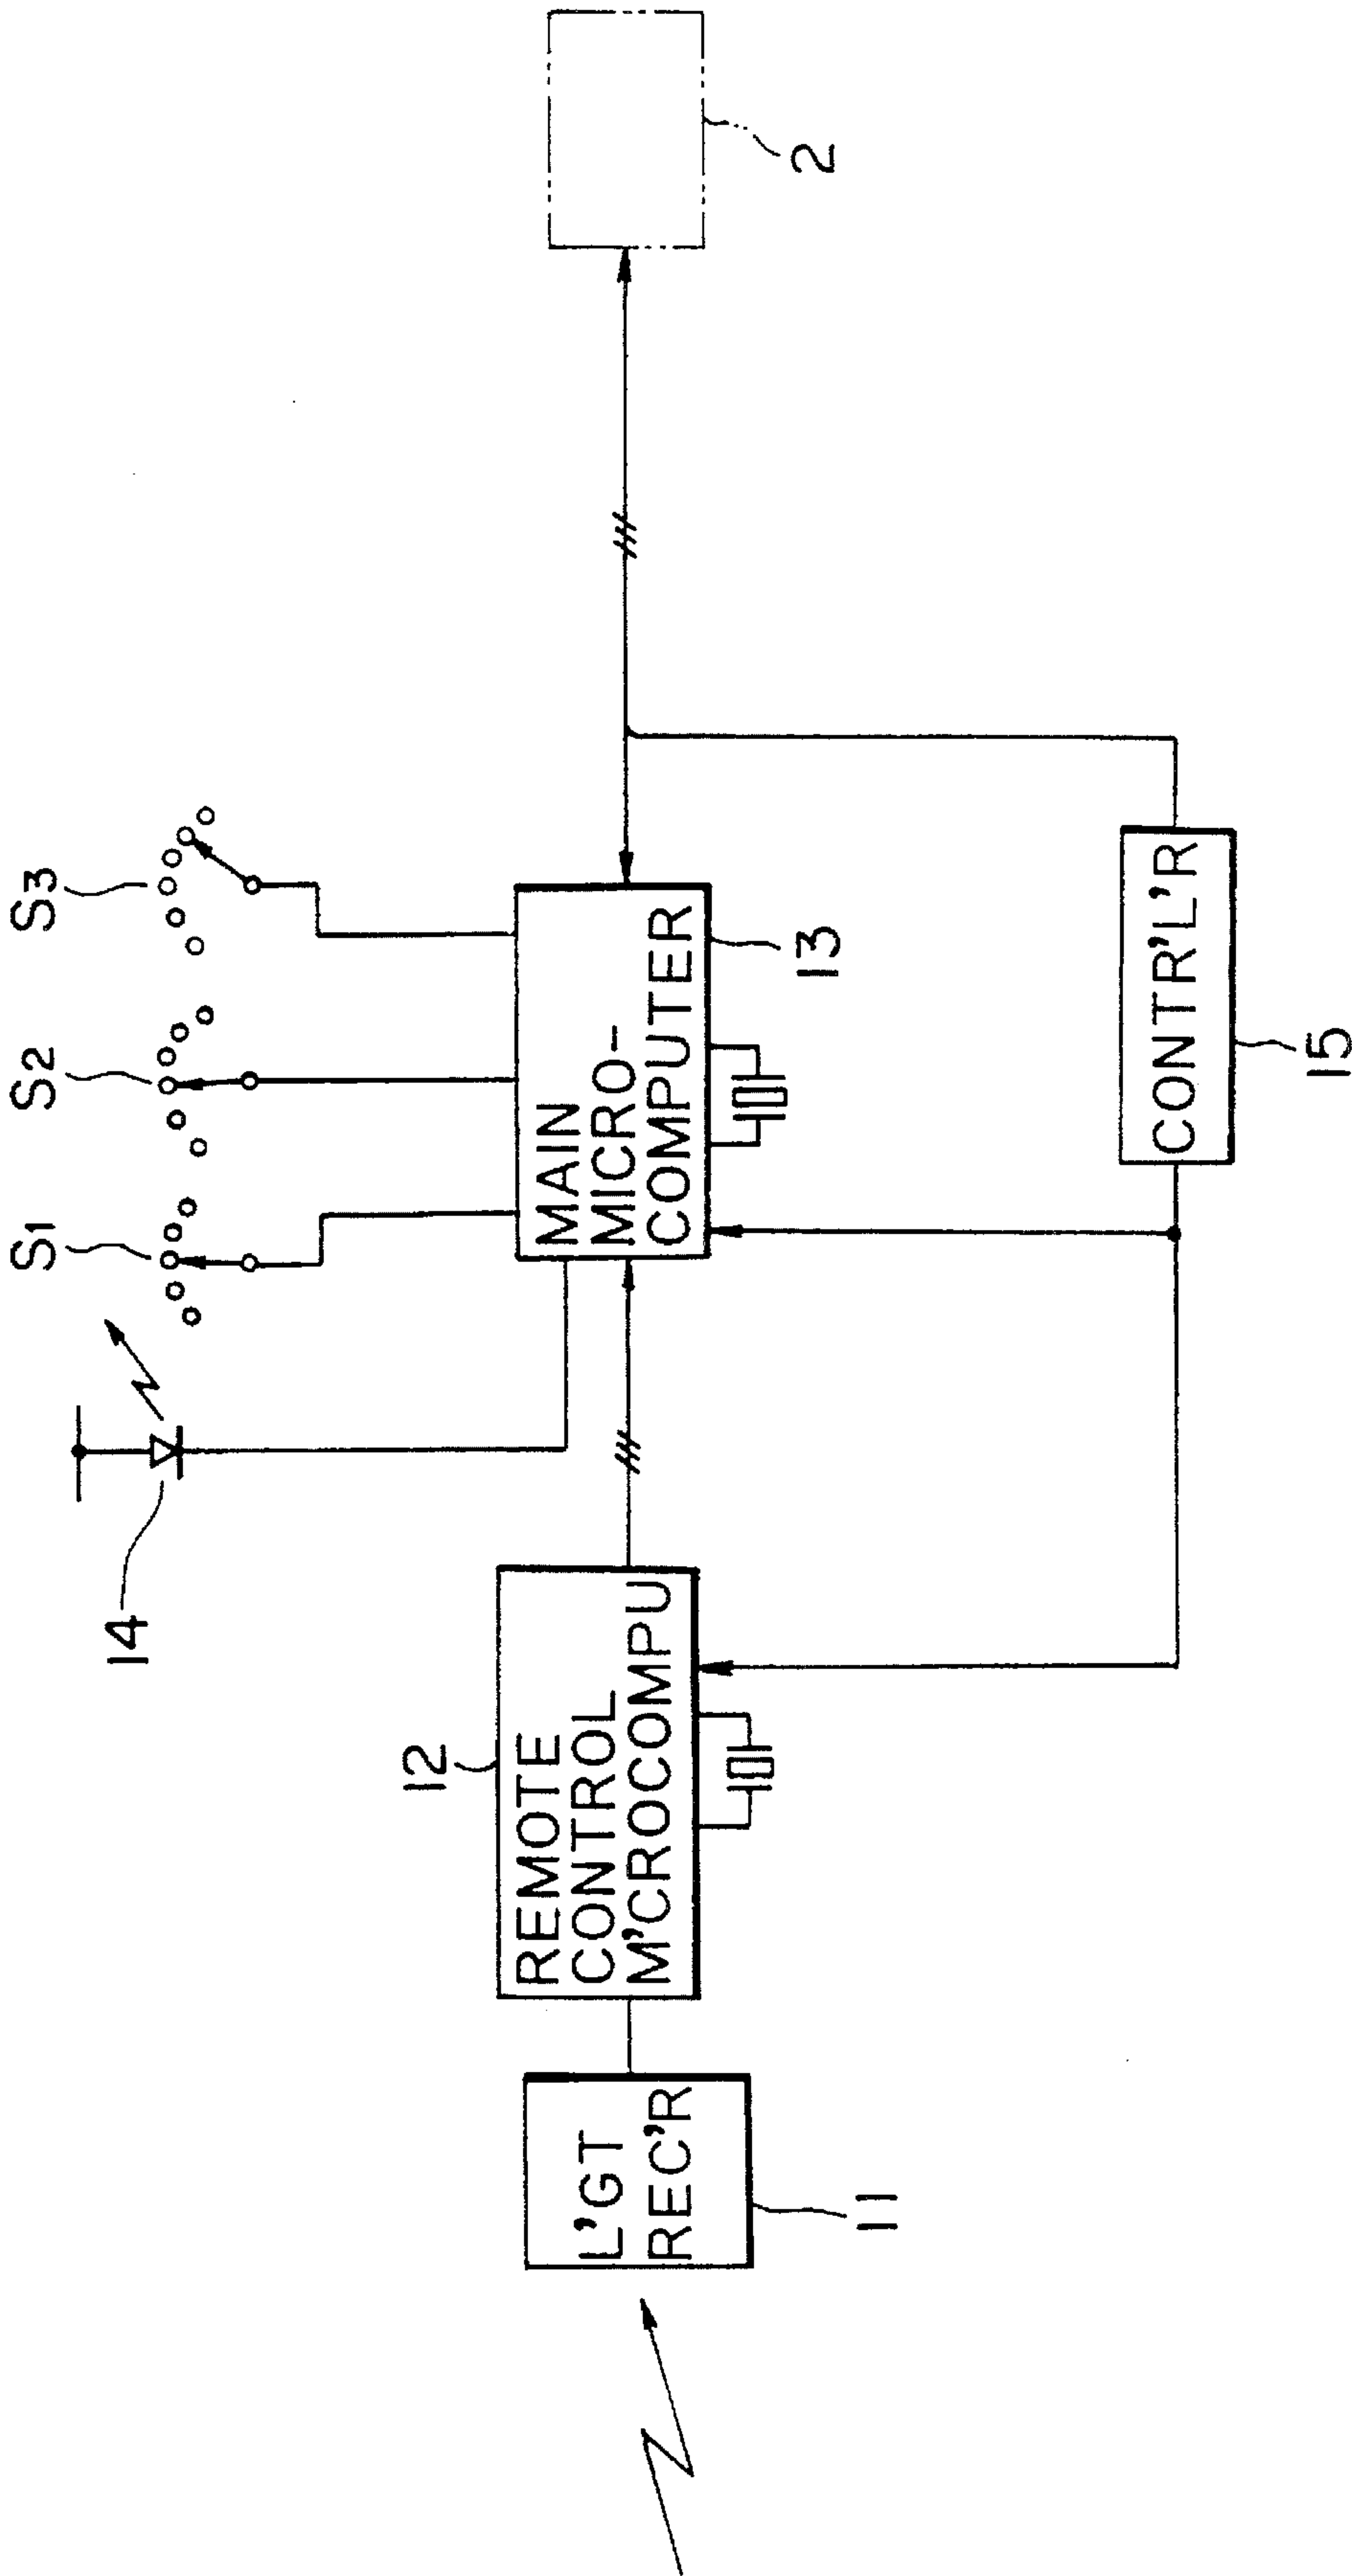 S1
S2
S3
14
12
REMOTE
CONTROL
M'CROCOMPU
MAIN
MICRO-
COMPUTER
13
2
L'GT
REC'R
11
CONTR'L'R
15